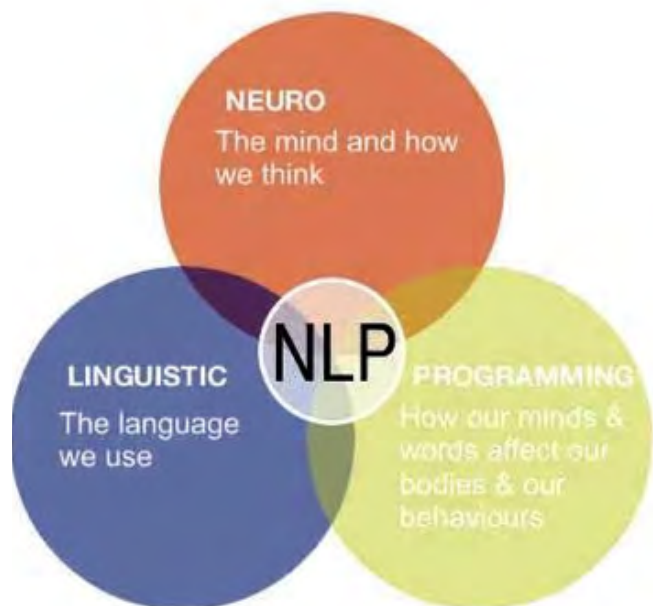 NEURO
The mind and how
we think
NLP
LINGUISTIC
The language
we use
PROGRAMMING
How our minds &
words affect our
bodies & our
behaviours